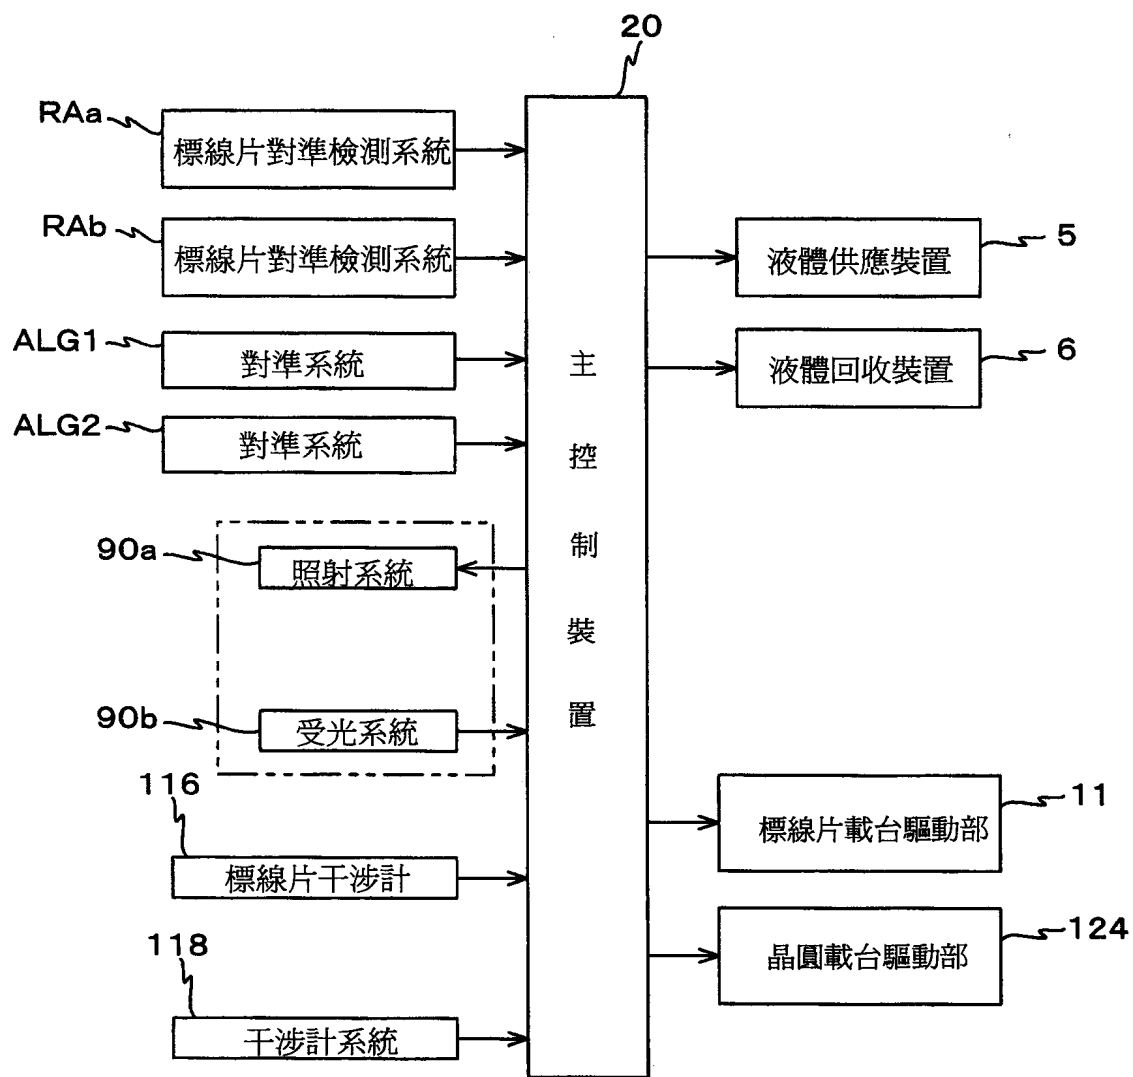 20
RAa
標線片對準檢測系統
RAb
標線片對準檢測系統
ALG1
對準系統
ALG2
對準系統
90a
照射系統
90b
受光系統
116
標線片干涉計
118
干涉計系統
主控制裝置
5
液體供應裝置
6
液體回收裝置
11
標線片載台驅動部
124
晶圓載台驅動部